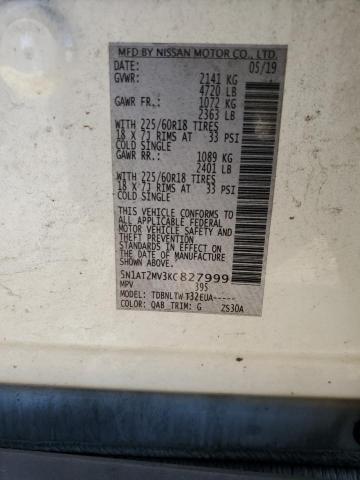 MFD BY NISSAN MOTOR CO., LTD.
DATE: 05/19
GVWR: 2141 KG
4720 LB
GAWR FR.: 1072 KG
2363 LB
WITH 225/60R18 TIRES
18 X 7J RIMS AT 33 PSI
COLD SINGLE
GAWR RR.: 1089 KG
2401 LB
WITH 225/60R18 TIRES
18 X 7J RIMS AT 33 PSI
COLD SINGLE
THIS VEHICLE CONFORMS TO
ALL APPLICABLE FEDERAL
MOTOR VEHICLE SAFETY
STANDARDS IN EFFECT ON
THE DATE OF MANUFACTURE
SHOWN ABOVE.
5N1AT2MV3KC827999
MPV 395
MODEL: TDBNLTW T32EUA-----
COLOR: QAB TRIM: G ZS30A